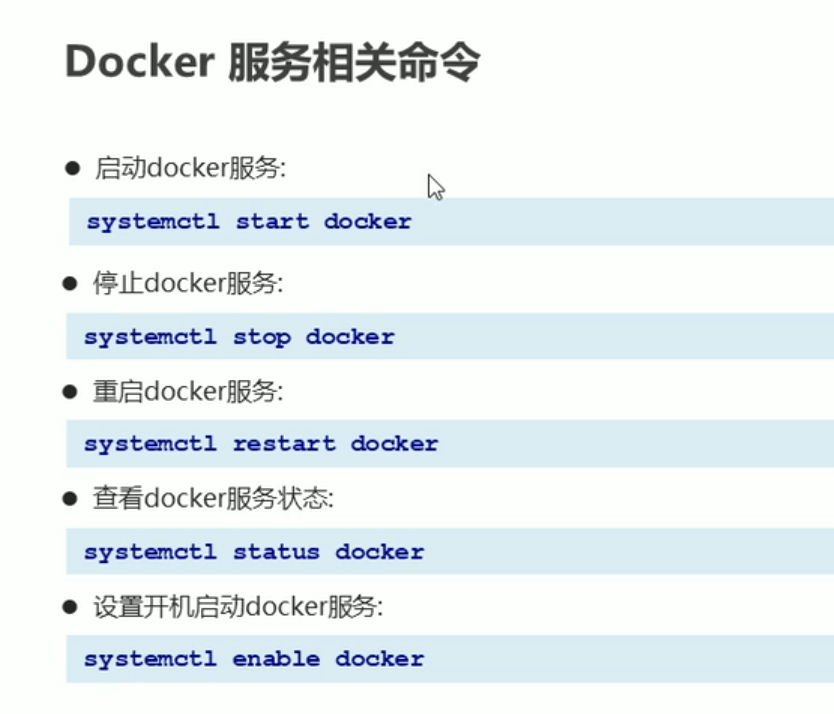 Docker 服务相关命令
启动docker服务:
systemctl start docker
停止docker服务:
systemctl stop docker
重启docker服务:
systemctl restart docker
查看docker服务状态:
systemctl status docker
设置开机启动docker服务:
systemctl enable docker